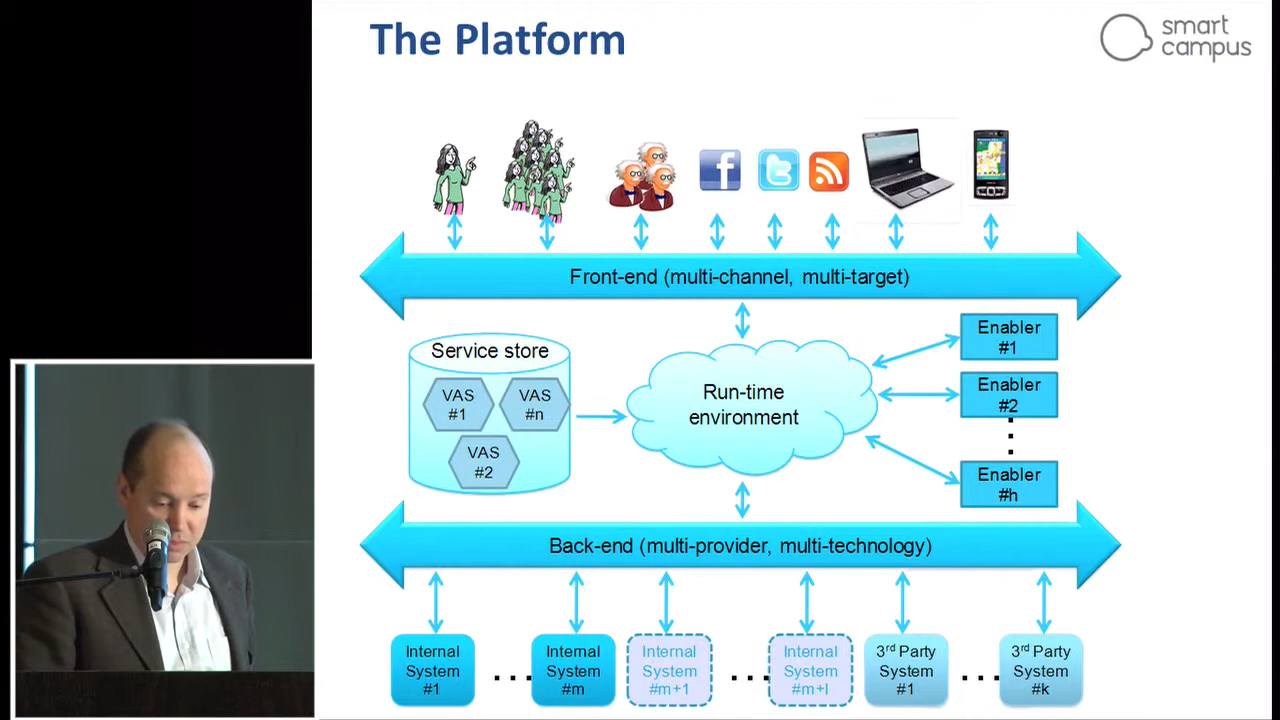 The Platform
smart
campus
Front-end (multi-channel, multi-target)
Service store
VAS
#1
VAS
#n
VAS
#2
Run-time
environment
Enabler
#1
Enabler
#2
Enabler
#h
Back-end (multi-provider, multi-technology)
Internal
System
#1
Internal
System
#m
Internal
System
#m+1
Internal
System
#m+l
3rd Party
System
#1
3rd Party
System
#k